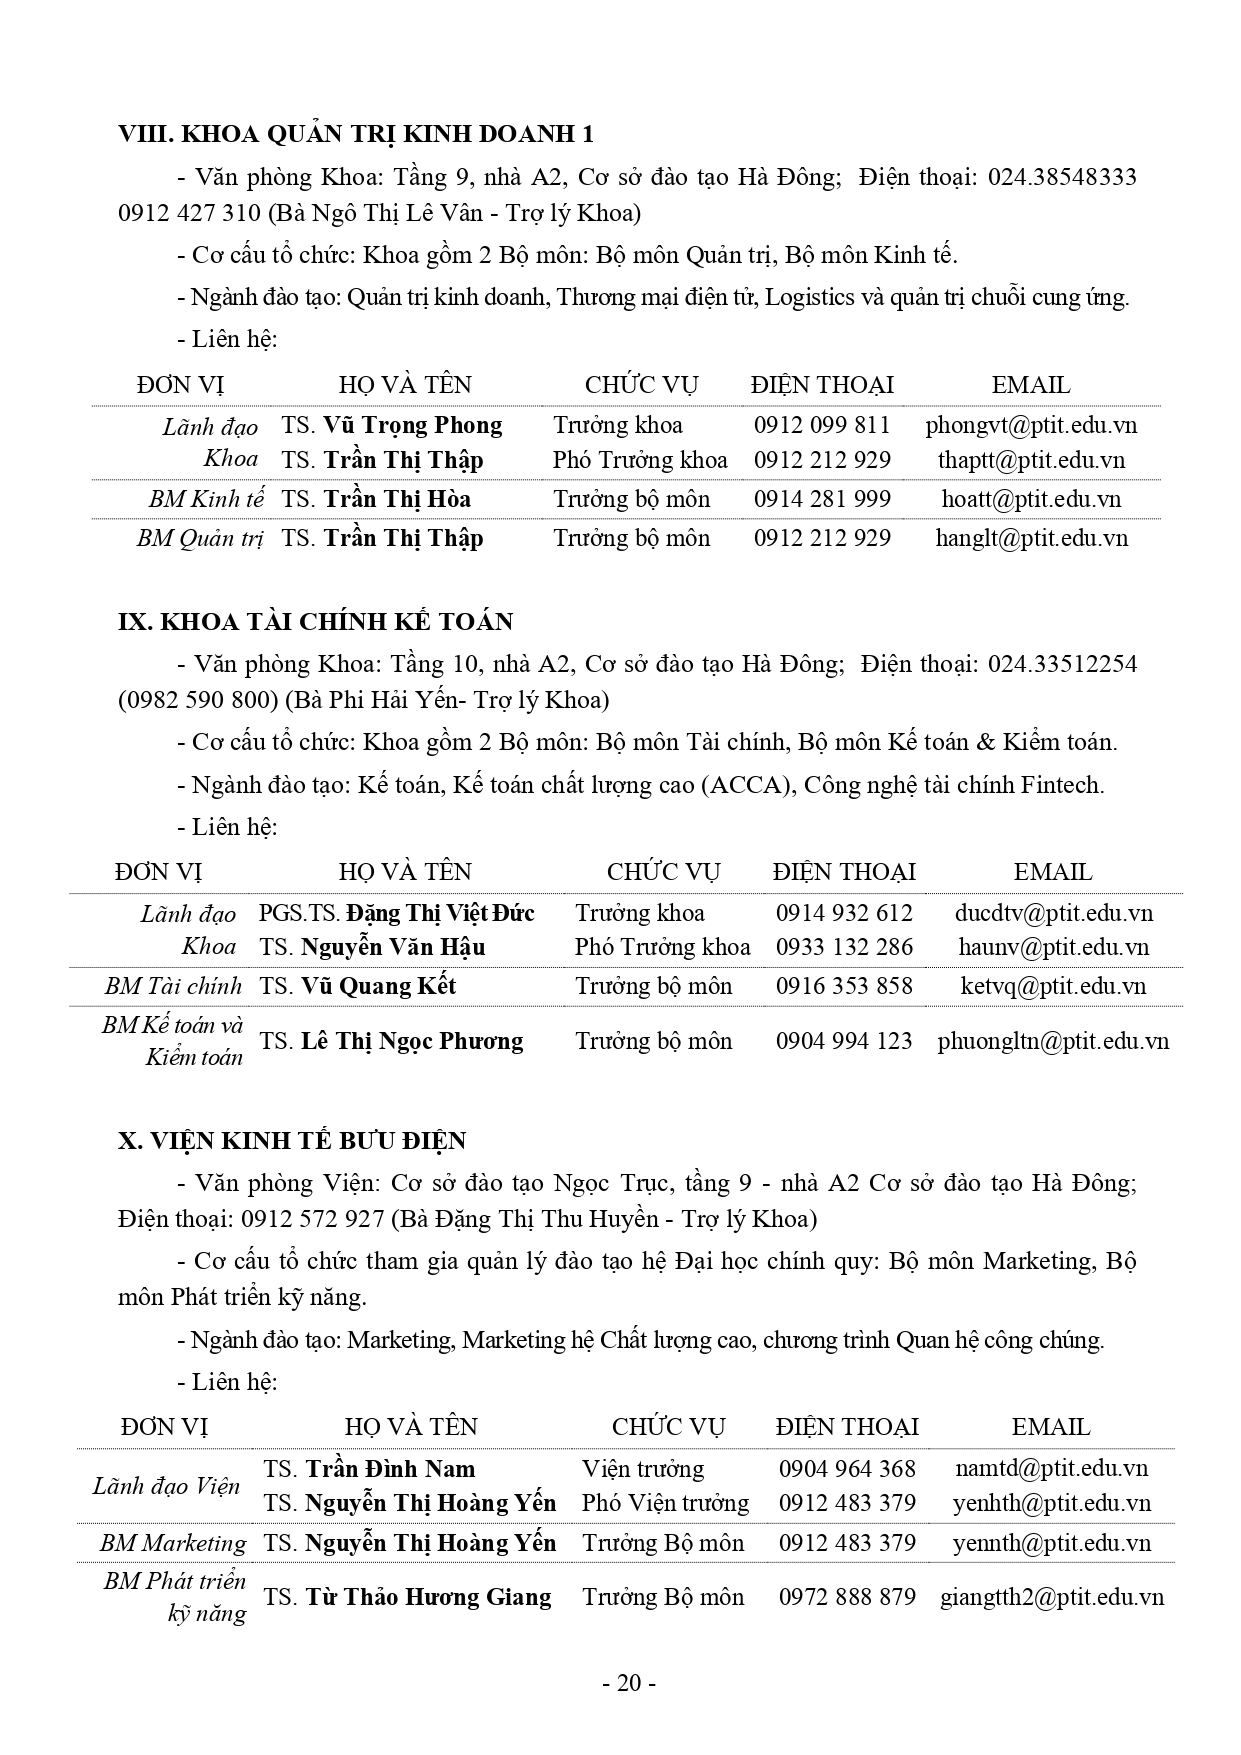 VIII. KHOA QUẢN TRỊ KINH DOANH 1
- Văn phòng Khoa: Tầng 9, nhà A2, Cơ sở đào tạo Hà Đông; Điện thoại: 024.38548333
0912 427 310 (Bà Ngô Thị Lê Vân - Trợ lý Khoa)
- Cơ cấu tổ chức: Khoa gồm 2 Bộ môn: Bộ môn Quản trị, Bộ môn Kinh tế.
- Ngành đào tạo: Quản trị kinh doanh, Thương mại điện tử, Logistics và quản trị chuỗi cung ứng.
- Liên hệ:
ĐƠN VỊ HỌ VÀ TÊN CHỨC VỤ ĐIỆN THOẠI EMAIL
Lãnh đạo TS. Vũ Trọng Phong Trưởng khoa 0912 099 811 phongvt@ptit.edu.vn
Khoa TS. Trần Thị Thập Phó Trưởng khoa 0912 212 929 thaptt@ptit.edu.vn
BM Kinh tế TS. Trần Thị Hòa Trưởng bộ môn 0914 281 999 hoatt@ptit.edu.vn
BM Quản trị TS. Trần Thị Thập Trưởng bộ môn 0912 212 929 hanglt@ptit.edu.vn
IX. KHOA TÀI CHÍNH KẾ TOÁN
- Văn phòng Khoa: Tầng 10, nhà A2, Cơ sở đào tạo Hà Đông; Điện thoại: 024.33512254
(0982 590 800) (Bà Phi Hải Yến- Trợ lý Khoa)
- Cơ cấu tổ chức: Khoa gồm 2 Bộ môn: Bộ môn Tài chính, Bộ môn Kế toán & Kiểm toán.
- Ngành đào tạo: Kế toán, Kế toán chất lượng cao (ACCA), Công nghệ tài chính Fintech.
- Liên hệ:
ĐƠN VỊ HỌ VÀ TÊN CHỨC VỤ ĐIỆN THOẠI EMAIL
Lãnh đạo PGS.TS. Đặng Thị Việt Đức Trưởng khoa 0914 932 612 ducdtv@ptit.edu.vn
Khoa TS. Nguyễn Văn Hậu Phó Trưởng khoa 0933 132 286 haunv@ptit.edu.vn
BM Tài chính TS. Vũ Quang Kết Trưởng bộ môn 0916 353 858 ketvq@ptit.edu.vn
BM Kế toán và
Kiểm toán TS. Lê Thị Ngọc Phương Trưởng bộ môn 0904 994 123 phuongltn@ptit.edu.vn
X. VIỆN KINH TẾ BƯU ĐIỆN
- Văn phòng Viện: Cơ sở đào tạo Ngọc Trục, tầng 9 - nhà A2 Cơ sở đào tạo Hà Đông;
Điện thoại: 0912 572 927 (Bà Đặng Thị Thu Huyền - Trợ lý Khoa)
- Cơ cấu tổ chức tham gia quản lý đào tạo hệ Đại học chính quy: Bộ môn Marketing, Bộ
môn Phát triển kỹ năng.
- Ngành đào tạo: Marketing, Marketing hệ Chất lượng cao, chương trình Quan hệ công chúng.
- Liên hệ:
ĐƠN VỊ HỌ VÀ TÊN CHỨC VỤ ĐIỆN THOẠI EMAIL
Lãnh đạo Viện TS. Trần Đình Nam Viện trưởng 0904 964 368 namtd@ptit.edu.vn
TS. Nguyễn Thị Hoàng Yến Phó Viện trưởng 0912 483 379 yenhth@ptit.edu.vn
BM Marketing TS. Nguyễn Thị Hoàng Yến Trưởng Bộ môn 0912 483 379 yennth@ptit.edu.vn
BM Phát triển
kỹ năng TS. Từ Thảo Hương Giang Trưởng Bộ môn 0972 888 879 giangtth2@ptit.edu.vn
- 20 -